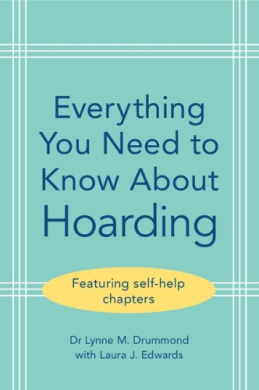 Everything
You Need to
Know About
Hoarding
Featuring self-help
chapters
Dr Lynne M. Drummond
with Laura J. Edwards